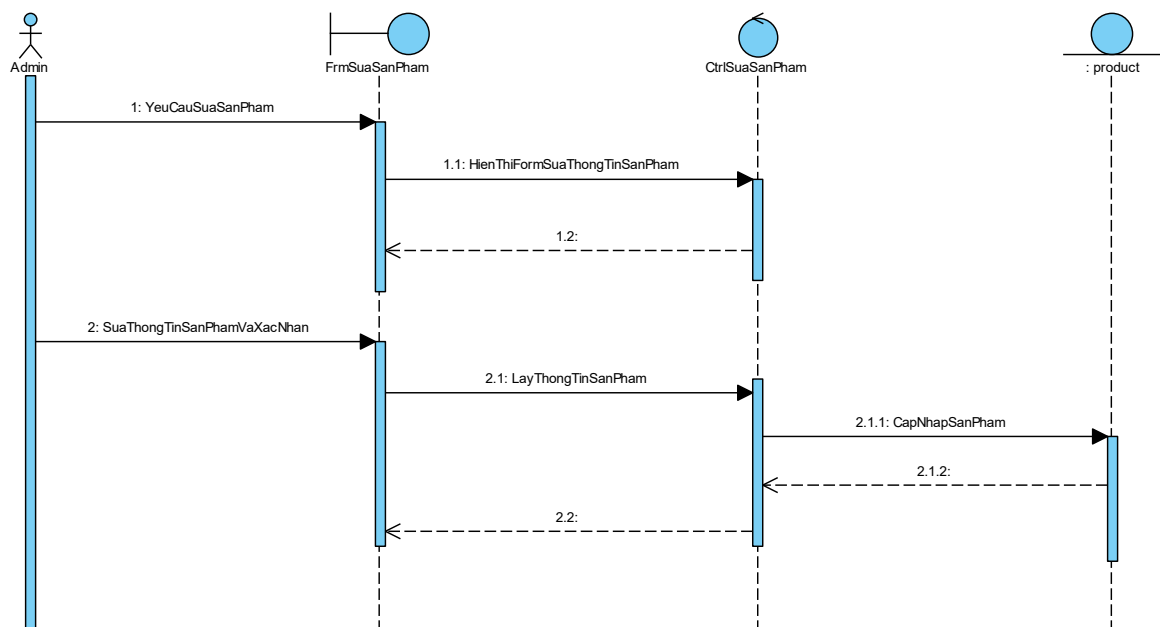 Admin
FrmSuaSanPham
CtrlSuaSanPham
: product
1: YeuCauSuaSanPham
1.1: HienThiFormSuaThongTinSanPham
1.2:
2: SuaThongTinSanPhamVaXacNhan
2.1: LayThongTinSanPham
2.1.1: CapNhapSanPham
2.1.2:
2.2: